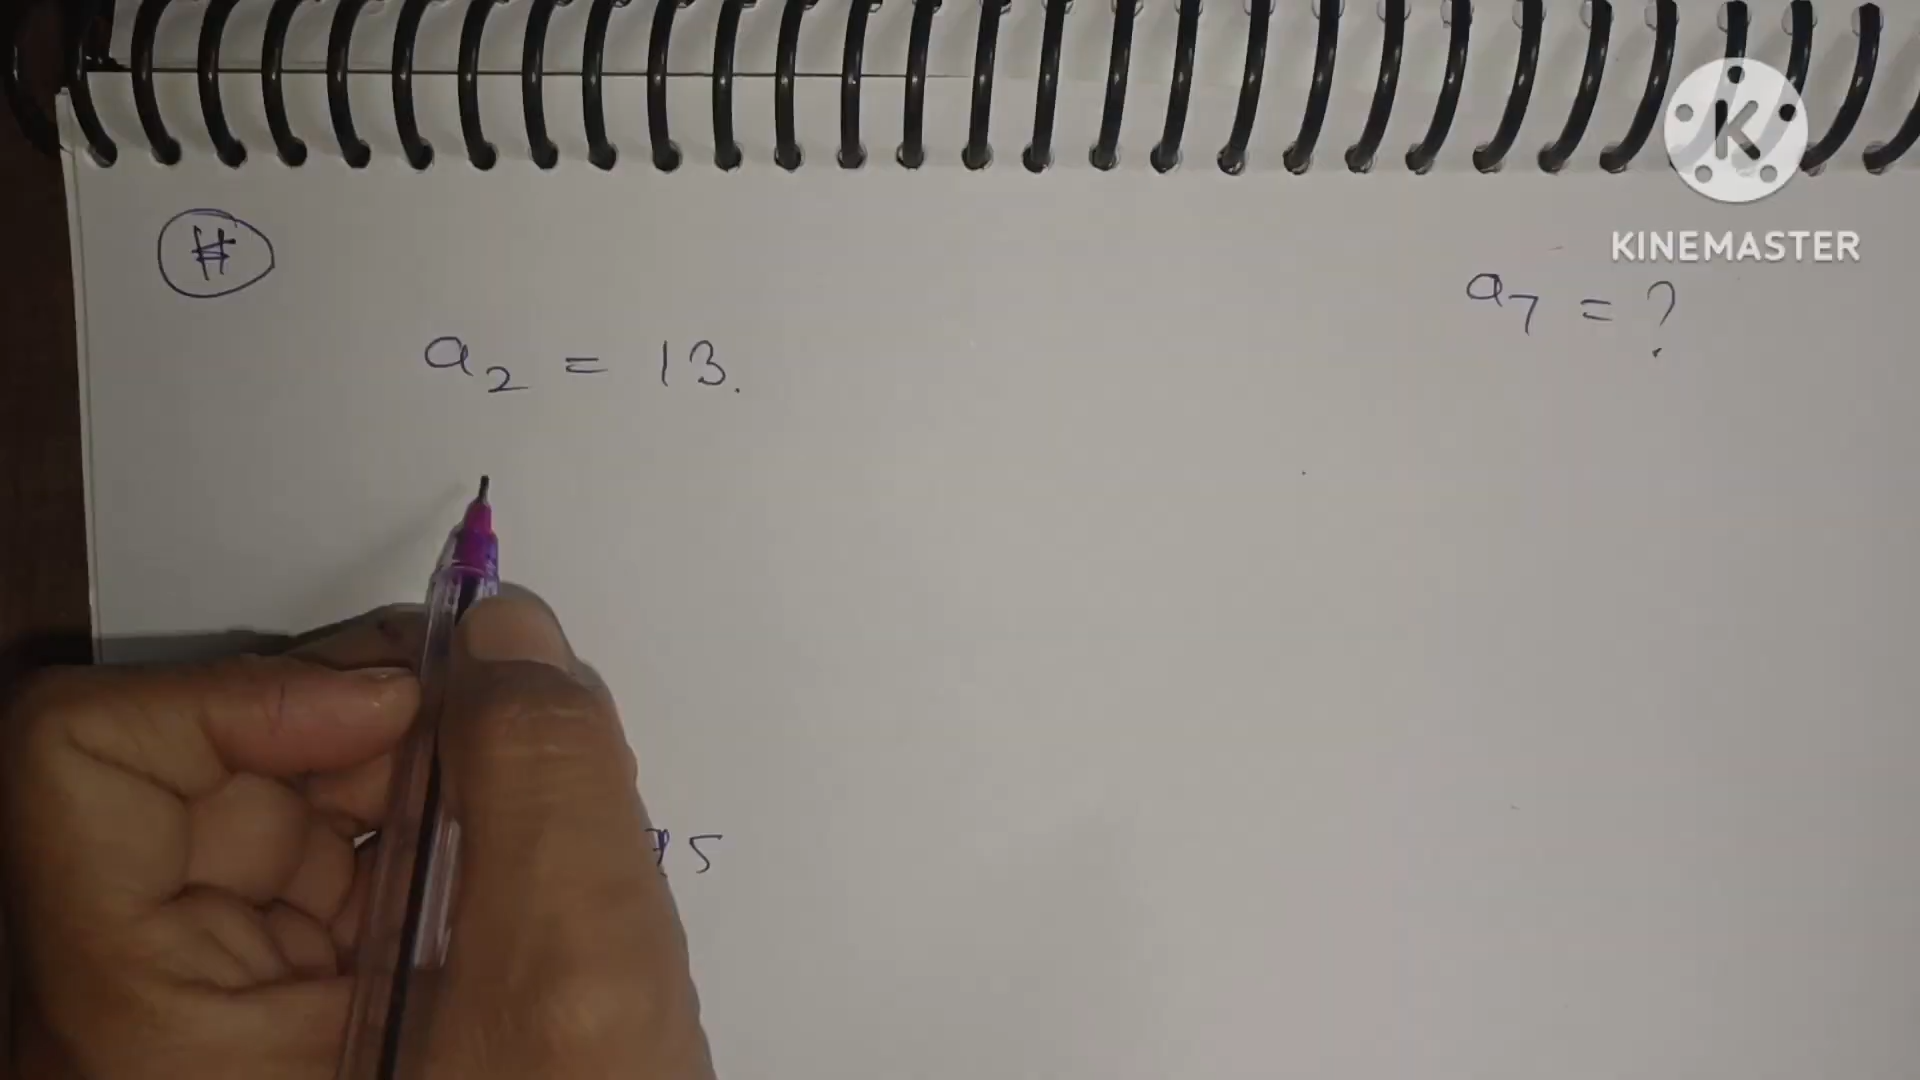 K
KINEMASTER
#
a₇ = ?
a₂ = 13.